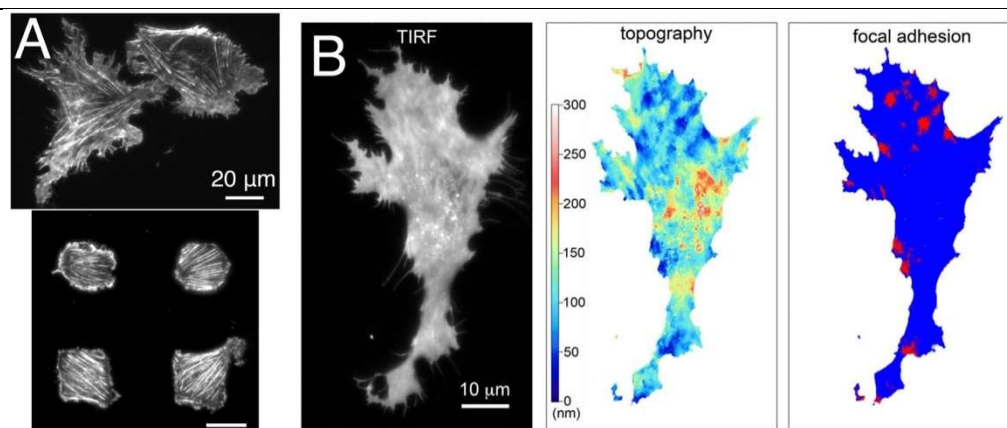 A
20 µm
B
TIRF
10 µm
topography
300
250
200
150
100
50
0
(nm)
focal adhesion